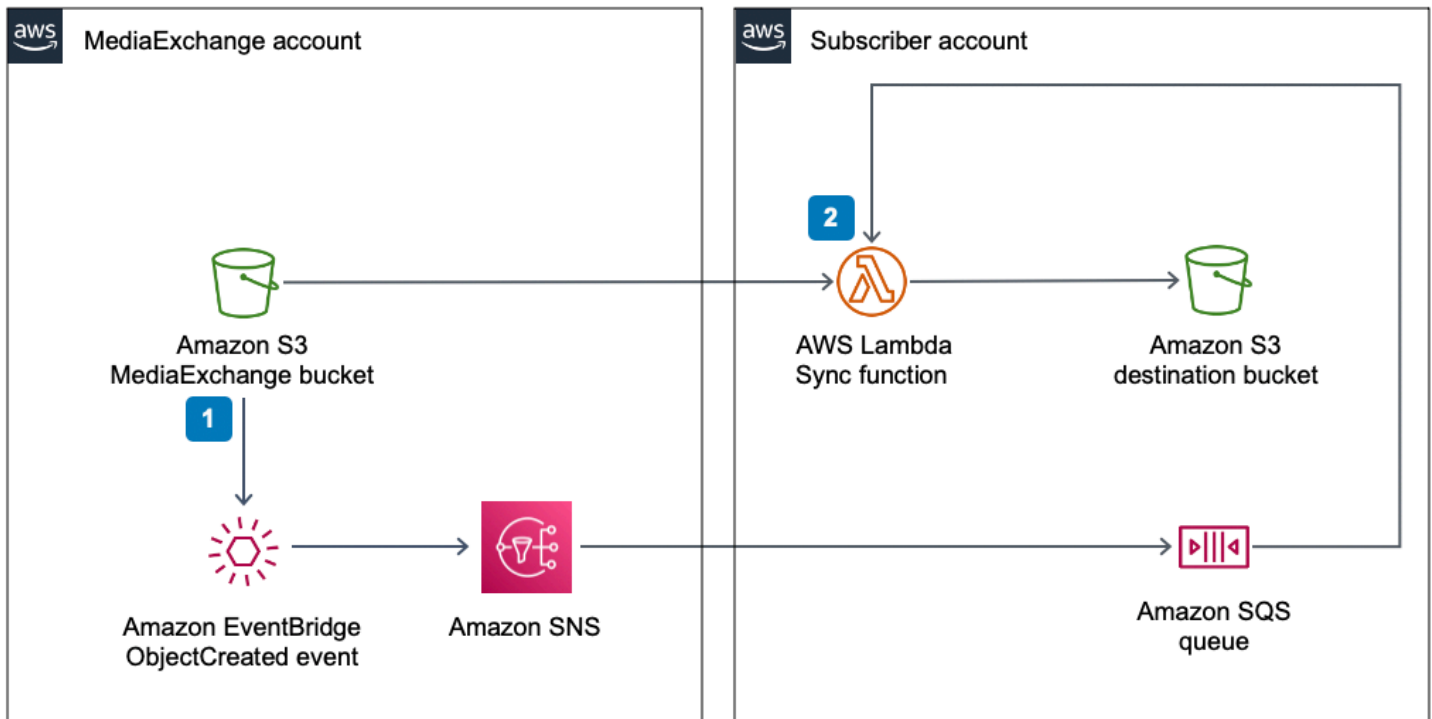 aws
MediaExchange account
aws
Subscriber account
2
Amazon S3
MediaExchange bucket
AWS Lambda
Sync function
Amazon S3
destination bucket
1
Amazon EventBridge
ObjectCreated event
Amazon SNS
Amazon SQS
queue